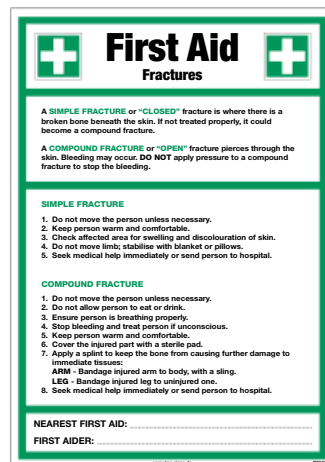 First Aid
Fractures
A SIMPLE FRACTURE or “CLOSED” fracture is where there is a
broken bone beneath the skin. If not treated properly, it could
become a compound fracture.
A COMPOUND FRACTURE or “OPEN” fracture pierces through the
skin. Bleeding may occur. DO NOT apply pressure to a compound
fracture to stop the bleeding.
SIMPLE FRACTURE
1. Do not move the person unless necessary.
2. Keep person warm and comfortable.
3. Check affected area for swelling and discolouration of skin.
4. Do not move limb; stabilise with blanket or pillows.
5. Seek medical help immediately or send person to hospital.
COMPOUND FRACTURE
1. Do not move the person unless necessary.
2. Do not allow person to eat or drink.
3. Ensure person is breathing properly.
4. Stop bleeding and treat person if unconscious.
5. Keep person warm and comfortable.
6. Cover the injured part with a sterile pad.
7. Apply a splint to keep the bone from causing further damage to
immediate tissues:
ARM - Bandage injured arm to body, with a sling.
LEG - Bandage injured leg to uninjured one.
8. Seek medical help immediately or send person to hospital.
NEAREST FIRST AID:
FIRST AIDER: